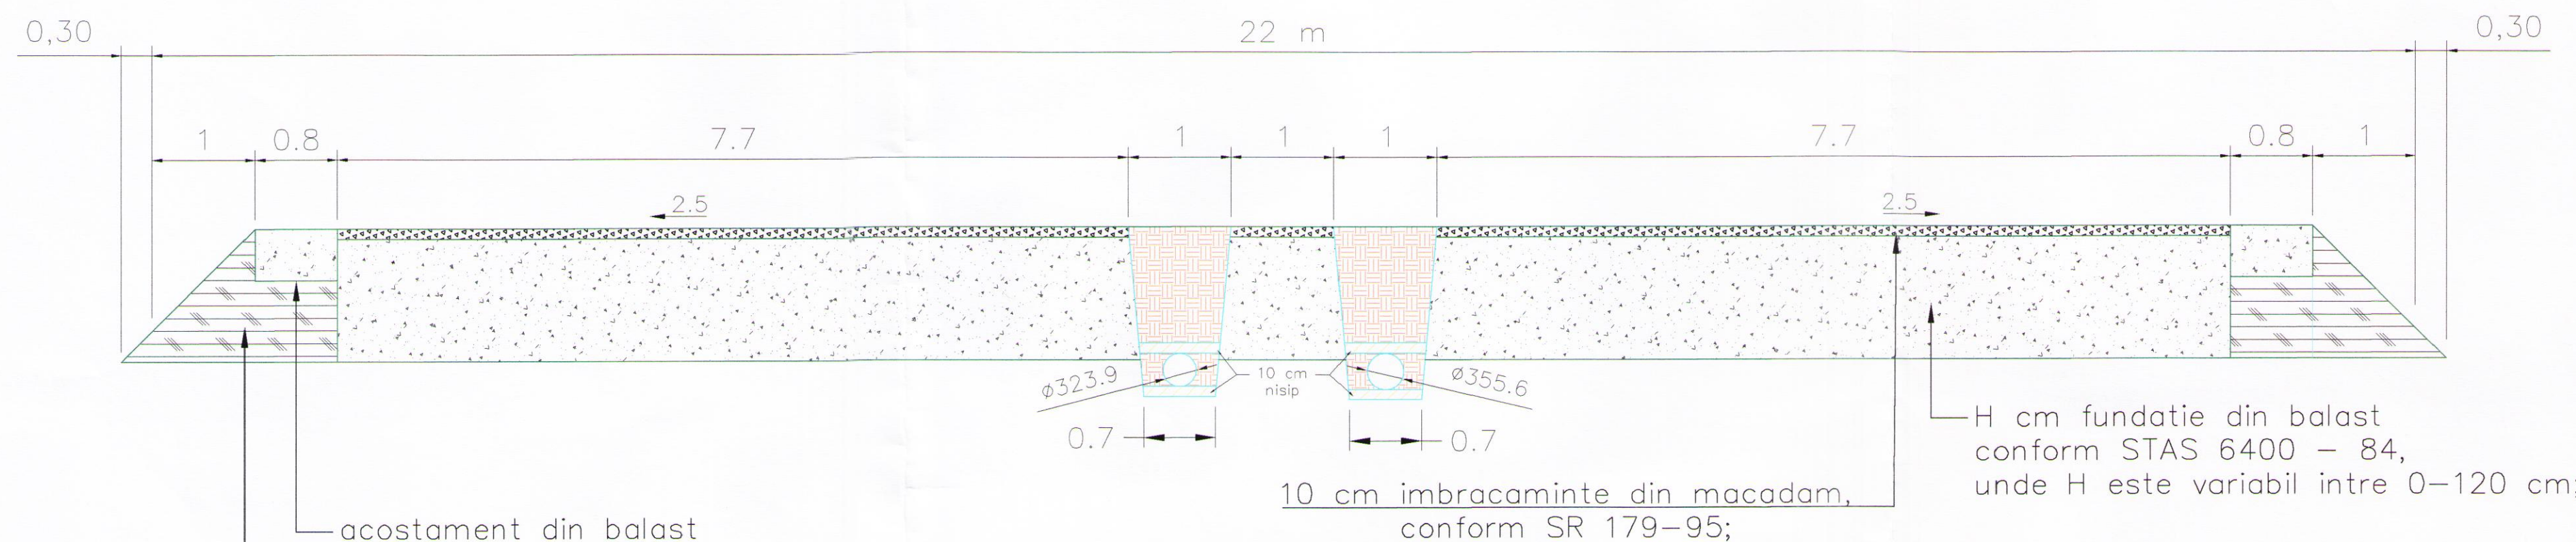 0,30
22 m
0,30
1
0.8
7.7
1
1
1
7.7
0.8
1
2.5
2.5
ø323.9
10 cm
nisip
ø355.6
0.7
0.7
H cm fundatie din balast
conform STAS 6400 - 84,
unde H este variabil intre 0-120 cm;
10 cm imbracaminte din macadam,
conform SR 179-95;
acostament din balast